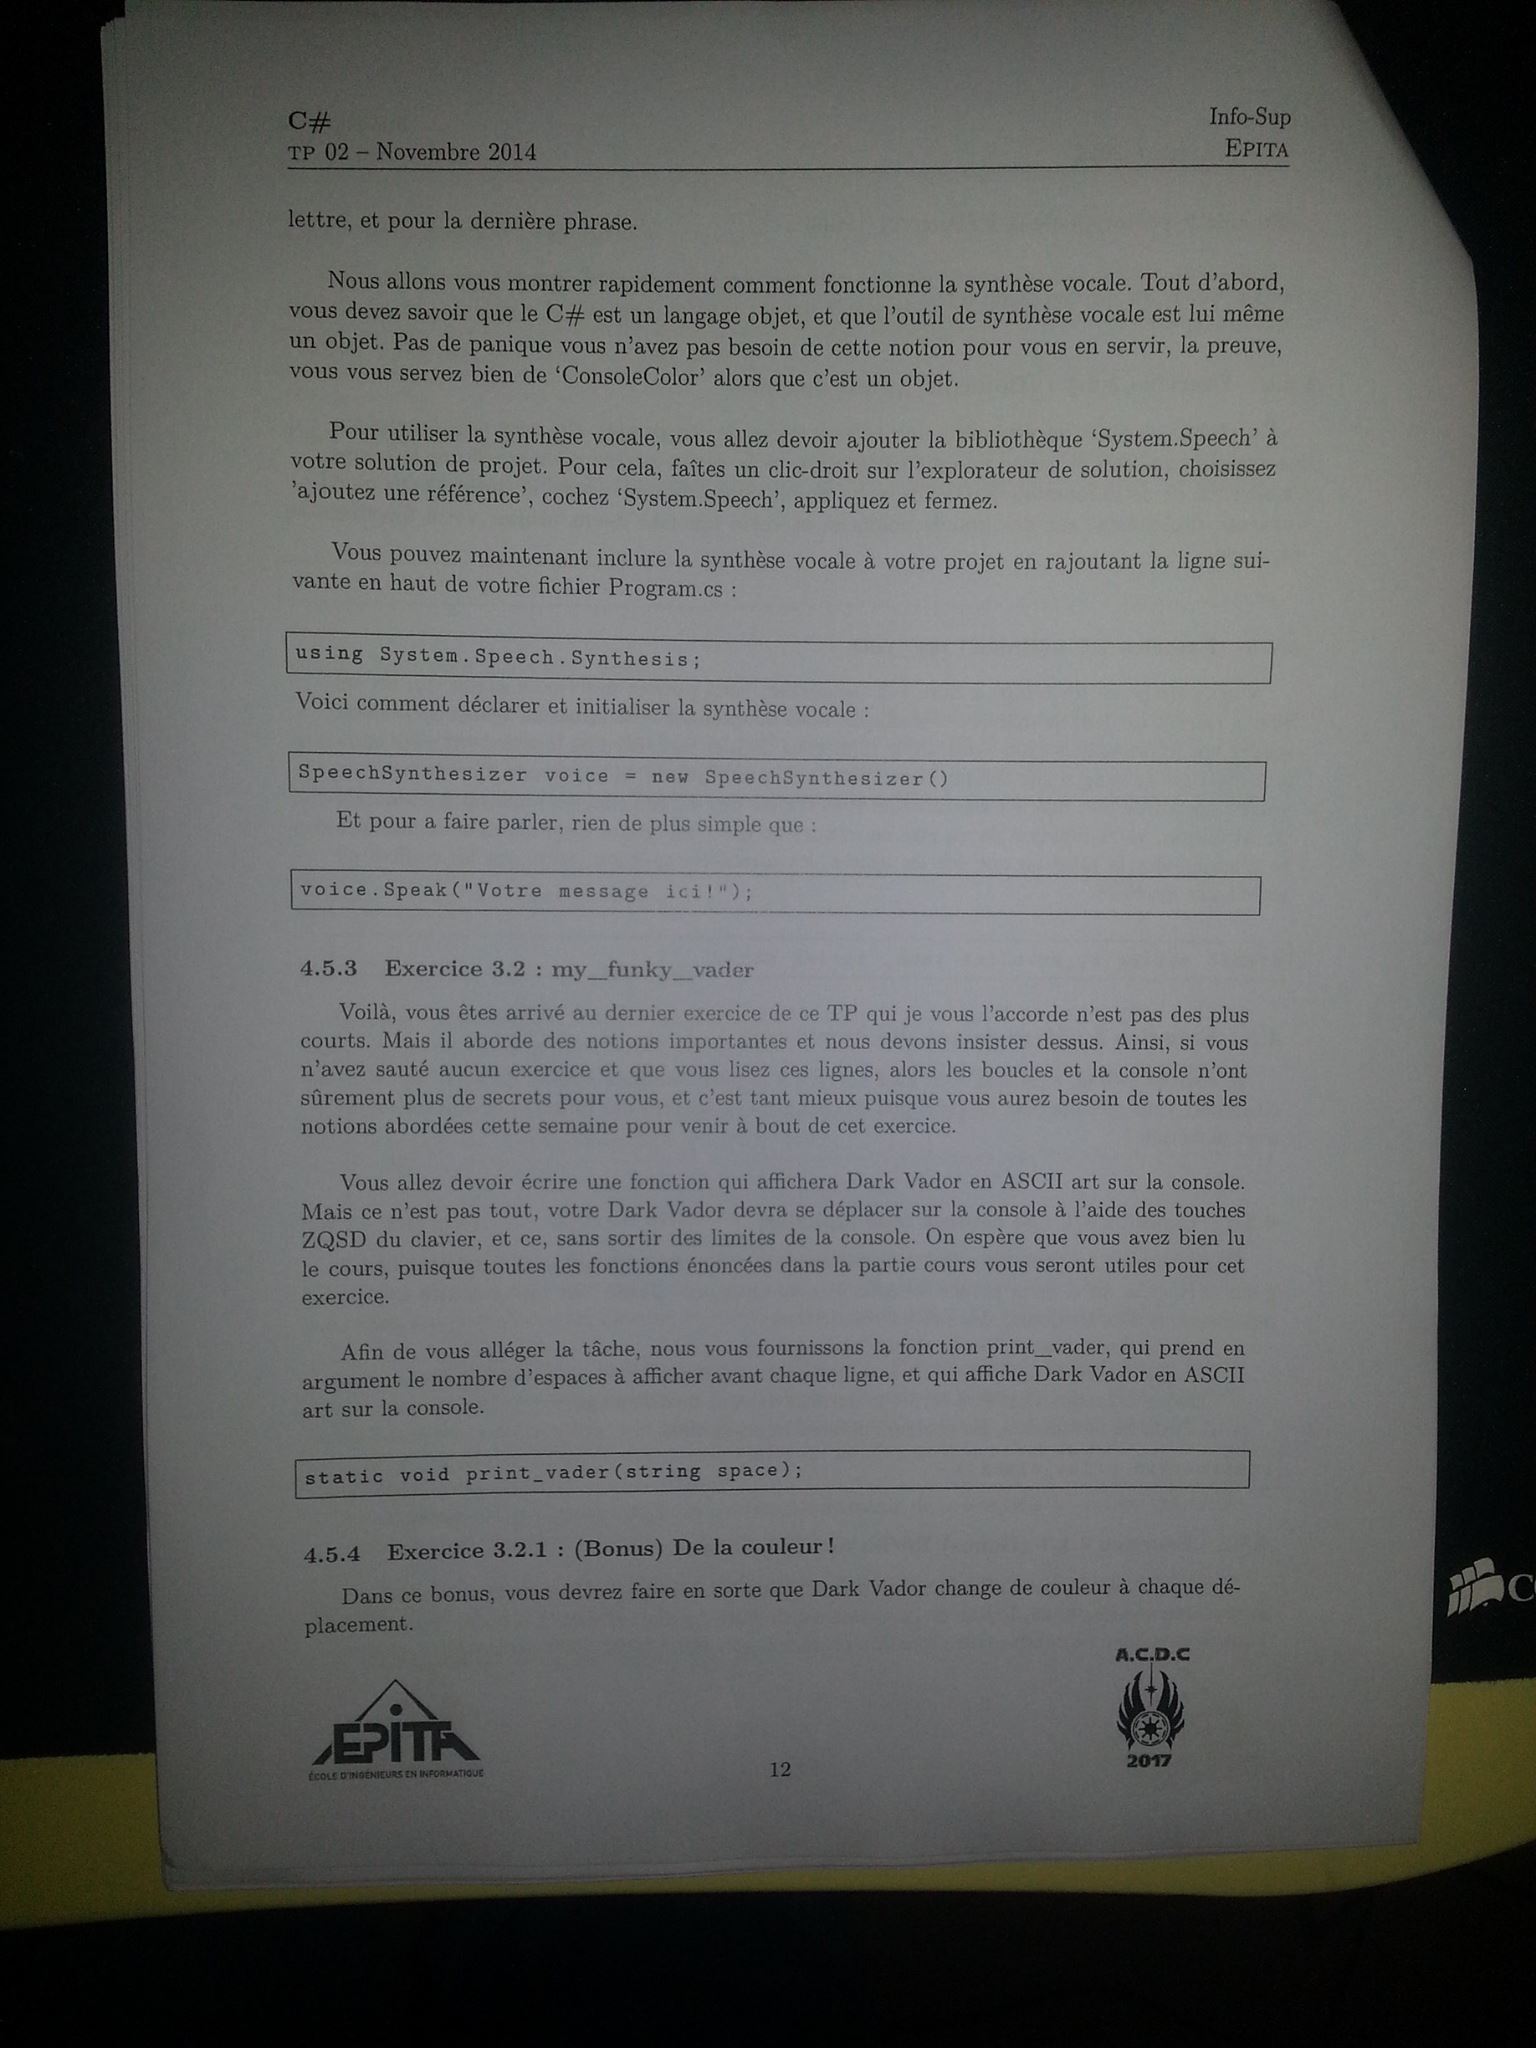 C#
Info-Sup
TP 02 – Novembre 2014
EPITA
lettre, et pour la dernière phrase.
Nous allons vous montrer rapidement comment fonctionne la synthèse vocale. Tout d'abord,
vous devez savoir que le C# est un langage objet, et que l'outil de synthèse vocale est lui même
un objet. Pas de panique vous n'avez pas besoin de cette notion pour vous en servir, la preuve,
vous vous servez bien de 'ConsoleColor' alors que c'est un objet.
Pour utiliser la synthèse vocale, vous allez devoir ajouter la bibliothèque 'System.Speech' à
votre solution de projet. Pour cela, faîtes un clic-droit sur l'explorateur de solution, choisissez
'ajoutez une référence', cochez 'System.Speech', appliquez et fermez.
Vous pouvez maintenant inclure la synthèse vocale à votre projet en rajoutant la ligne sui-
vante en haut de votre fichier Program.cs :
using System.Speech.Synthesis;
Voici comment déclarer et initialiser la synthèse vocale :
SpeechSynthesizer voice = new SpeechSynthesizer()
Et pour a faire parler, rien de plus simple que :
voice.Speak("Votre message ici!");
4.5.3 Exercice 3.2 : my_funky_vader
Voilà, vous êtes arrivé au dernier exercice de ce TP qui je vous l'accorde n'est pas des plus
courts. Mais il aborde des notions importantes et nous devons insister dessus. Ainsi, si vous
n'avez sauté aucun exercice et que vous lisez ces lignes, alors les boucles et la console n'ont
sûrement plus de secrets pour vous, et c'est tant mieux puisque vous aurez besoin de toutes les
notions abordées cette semaine pour venir à bout de cet exercice.
Vous allez devoir écrire une fonction qui affichera Dark Vador en ASCII art sur la console.
Mais ce n'est pas tout, votre Dark Vador devra se déplacer sur la console à l'aide des touches
ZQSD du clavier, et ce, sans sortir des limites de la console. On espère que vous avez bien lu
le cours, puisque toutes les fonctions énoncées dans la partie cours vous seront utiles pour cet
exercice.
Afin de vous alléger la tâche, nous vous fournissons la fonction print_vader, qui prend en
argument le nombre d'espaces à afficher avant chaque ligne, et qui affiche Dark Vador en ASCII
art sur la console.
static void print_vader(string space);
4.5.4 Exercice 3.2.1 : (Bonus) De la couleur !
Dans ce bonus, vous devrez faire en sorte que Dark Vador change de couleur à chaque dé-
placement.
A.C.D.C
2017
EPITA
ÉCOLE D'INGÉNIEURS EN INFORMATIQUE
12